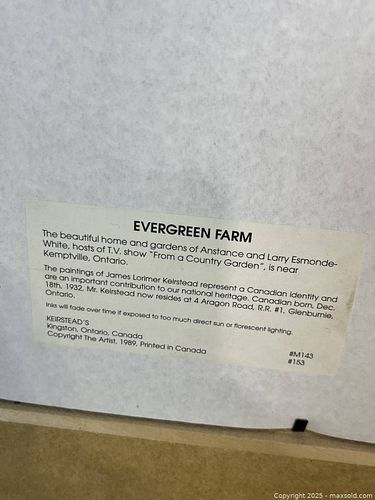 EVERGREEN FARM
The beautiful home and gardens of Anstance and Larry Esmonde-
White, hosts of T.V. show "From a Country Garden", is near
Kemptville, Ontario.
The paintings of James Lorimer Keirstead represent a Canadian identity and
are an important contribution to our national heritage. Canadian born, Dec.
18th, 1932, Mr. Keirstead now resides at 4 Aragon Road, R.R. #1, Glenburnie,
Ontario.
Inks will fade over time if exposed to too much direct sun or florescent lighting.
KEIRSTEAD'S
Kingston, Ontario, Canada
Copyright The Artist, 1989, Printed in Canada
#M143
#153
Copyright 2025 - maxsold.com